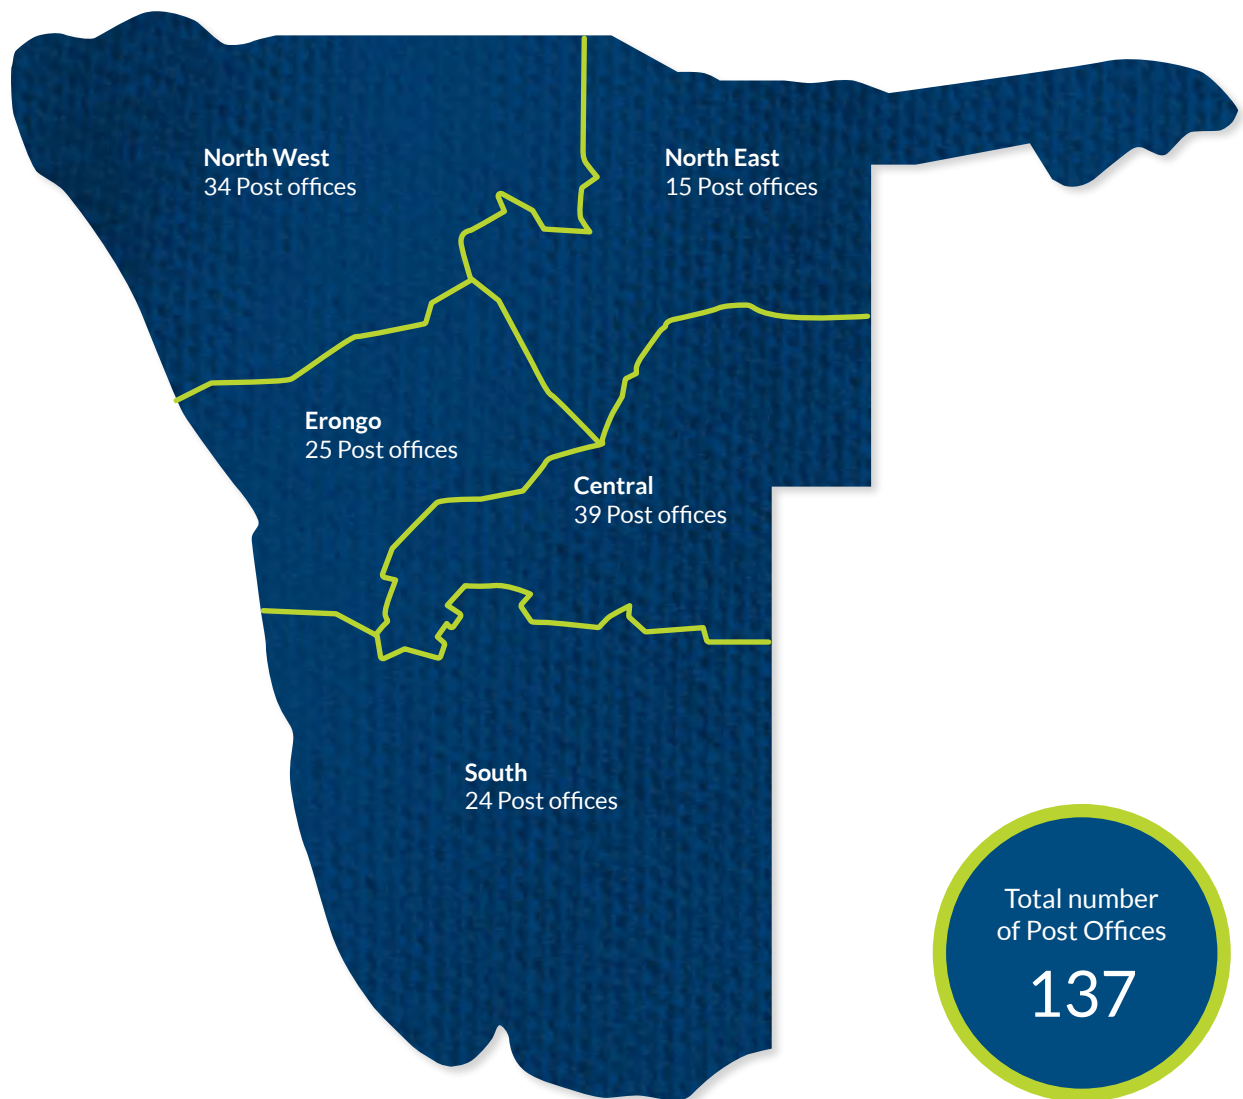 North West
34 Post offices
North East
15 Post offices
Erongo
25 Post offices
Central
39 Post offices
South
24 Post offices
Total number
of Post Offices
137